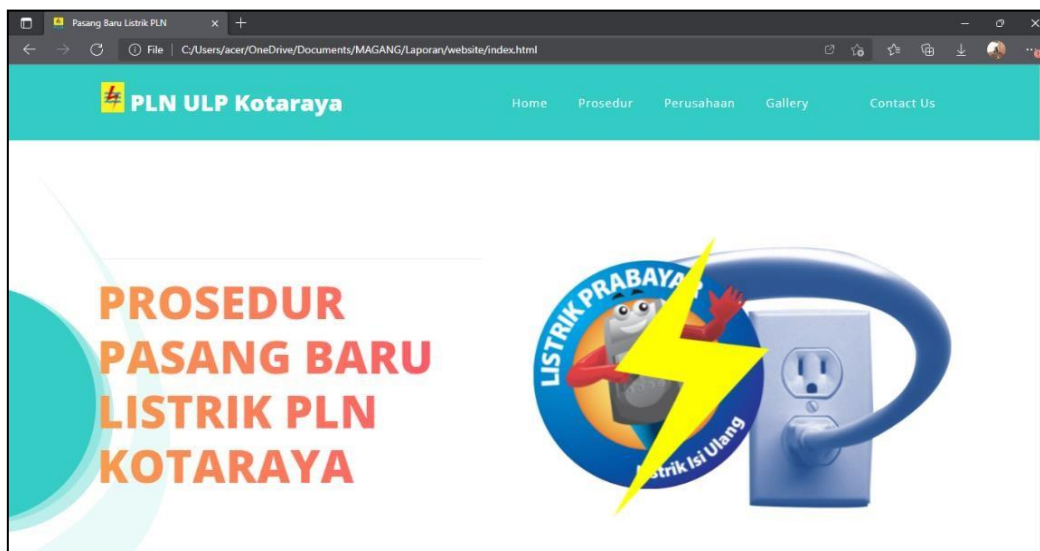 Pasang Baru Listrik PLN
File | C:/Users/acer/OneDrive/Documents/MAGANG/Laporan/website/index.html
PLN ULP Kotaraya
Home Prosedur Perusahaan Gallery Contact Us
PROSEDUR
PASANG BARU
LISTRIK PLN
KOTARAYA
LISTRIK PRABAYAR
Listrik Isi Ulang